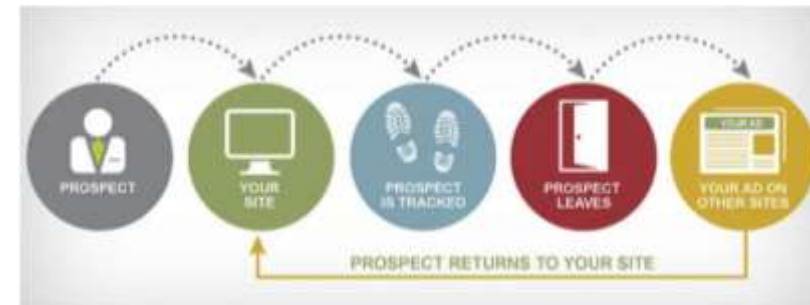 PROSPECT
YOUR
SITE
PROSPECT
IS TRACKED
PROSPECT
LEAVES
YOUR AD
YOUR AD ON
OTHER SITES
PROSPECT RETURNS TO YOUR SITE